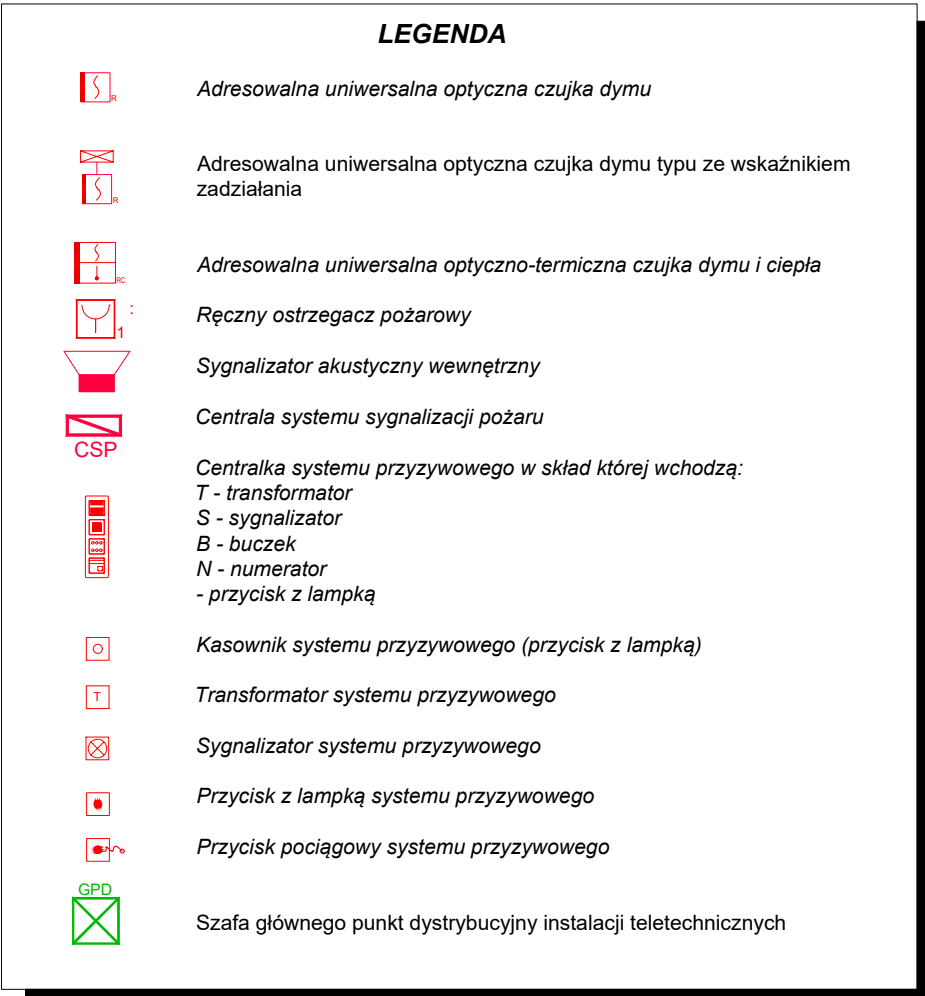 LEGENDA
R
Adresowalna uniwersalna optyczna czujka dymu
Adresowalna uniwersalna optyczna czujka dymu typu ze wskaźnikiem
zadziałania
R
RC
Adresowalna uniwersalna optyczno-termiczna czujka dymu i ciepła
:
1
Ręczny ostrzegacz pożarowy
Sygnalizator akustyczny wewnętrzny
Centrala systemu sygnalizacji pożaru
CSP
Centralka systemu przyzywowego w skład której wchodzą:
T - transformator
S - sygnalizator
B - buczek
N - numerator
- przycisk z lampką
Kasownik systemu przyzywowego (przycisk z lampką)
T
Transformator systemu przyzywowego
Sygnalizator systemu przyzywowego
Przycisk z lampką systemu przyzywowego
Przycisk pociągowy systemu przyzywowego
GPD
Szafa głównego punkt dystrybucyjny instalacji teletechnicznych